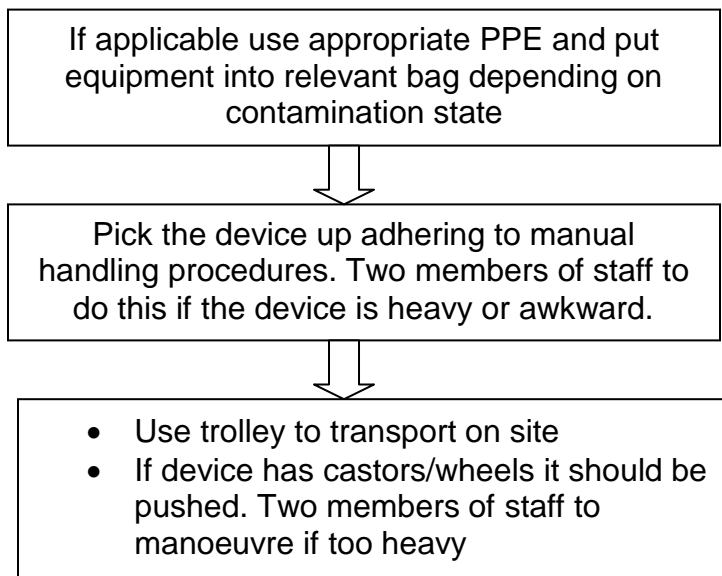 If applicable use appropriate PPE and put
equipment into relevant bag depending on
contamination state
Pick the device up adhering to manual
handling procedures. Two members of staff to
do this if the device is heavy or awkward.
• Use trolley to transport on site
• If device has castors/wheels it should be
pushed. Two members of staff to
manoeuvre if too heavy